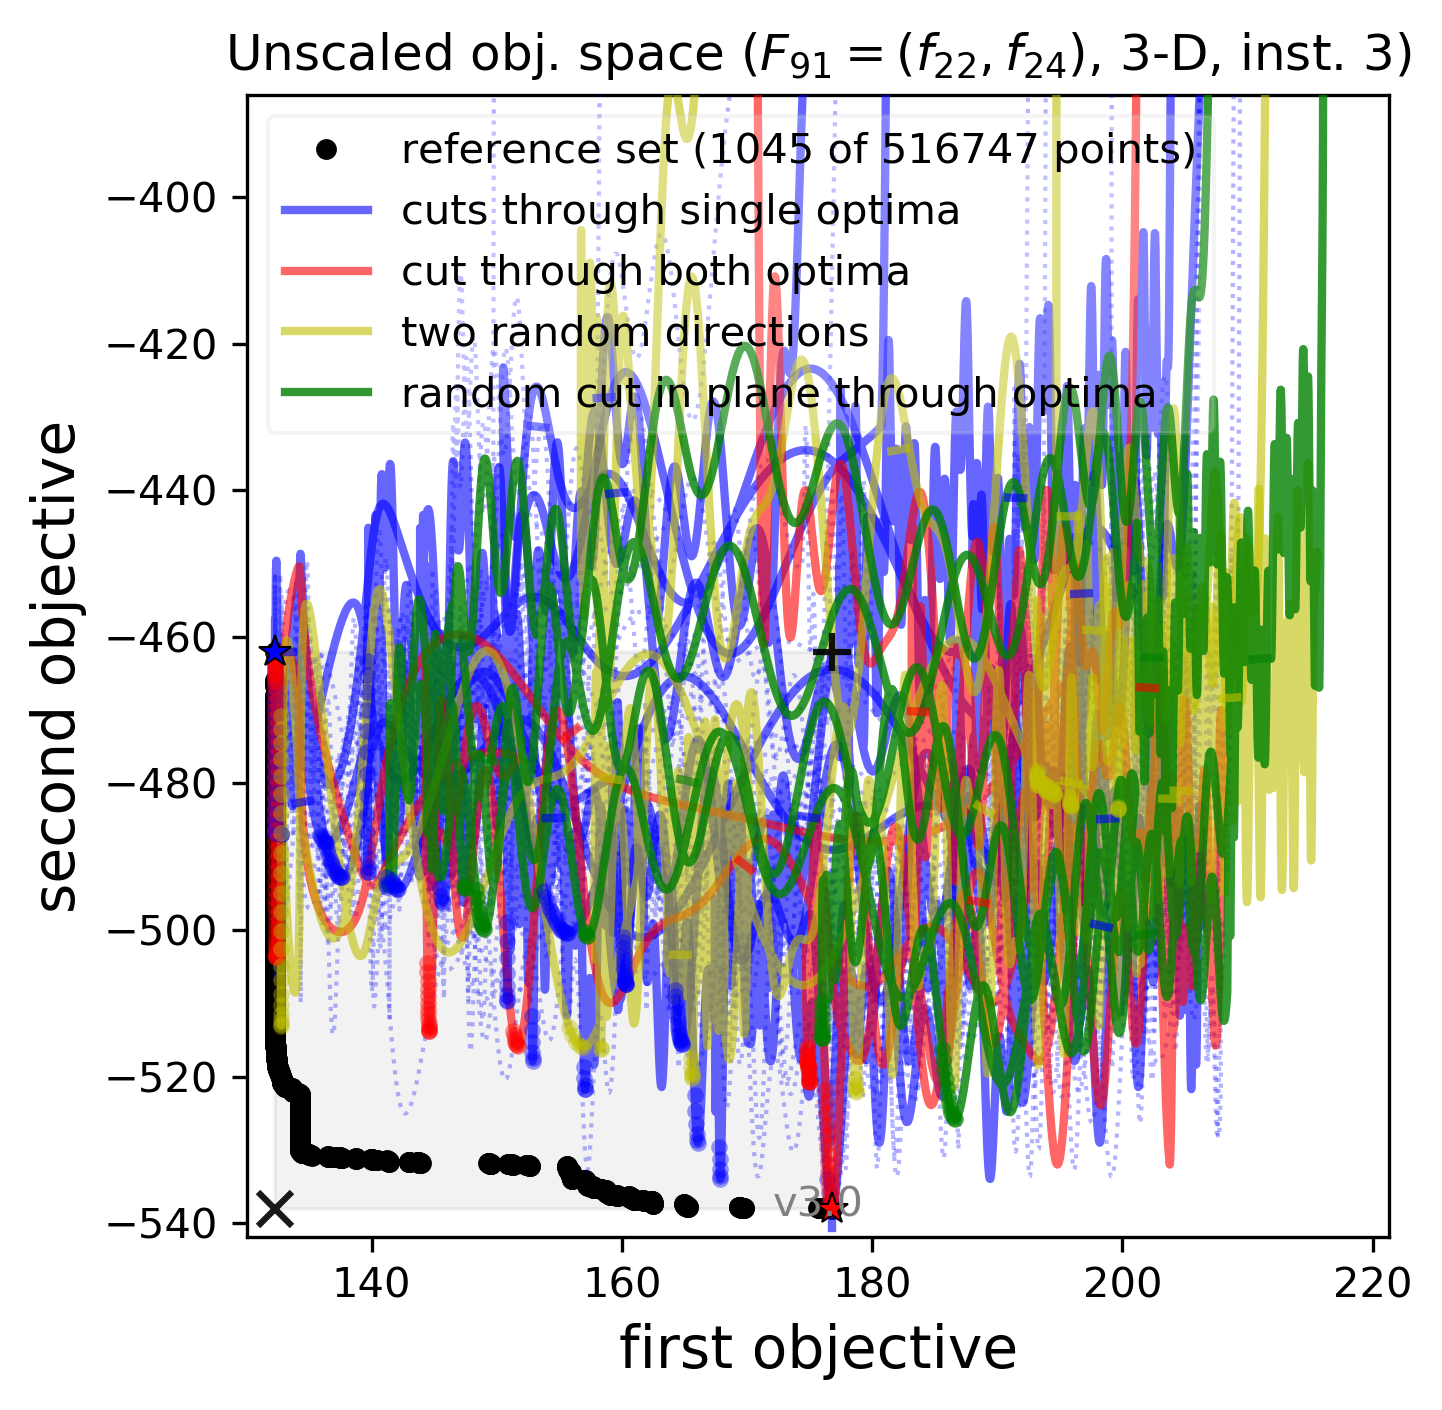 Unscaled obj. space (F₉₁ = (f₂₂, f₂₄), 3-D, inst. 3)
reference set (1045 of 516747 points)
cuts through single optima
cut through both optima
two random directions
random cut in plane through optima
second objective
−400
−420
−440
−460
−480
−500
−520
−540
v3.0
140
160
180
200
220
first objective